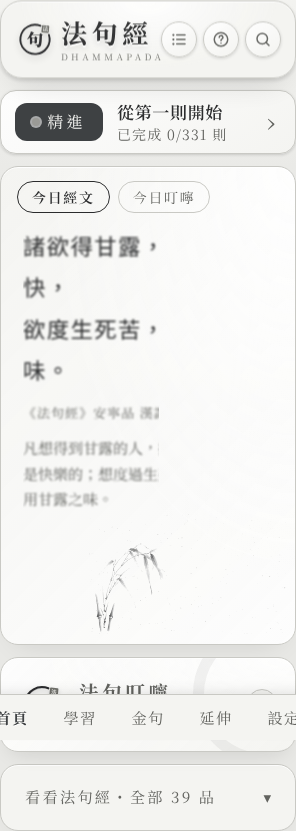 句 法句經
DHAMMAPADA
精進
從第一則開始
已完成 0/331 則
今日經文 今日叮嚀
諸欲得甘露，
快，
欲度生死苦，
味。
《法句經》安寧品 漢
凡想得到甘露的人，
是快樂的；想度過生
用甘露之味。
法句叮嚀
首頁 學習 金句 延伸 設定
看看法句經・全部 39 品